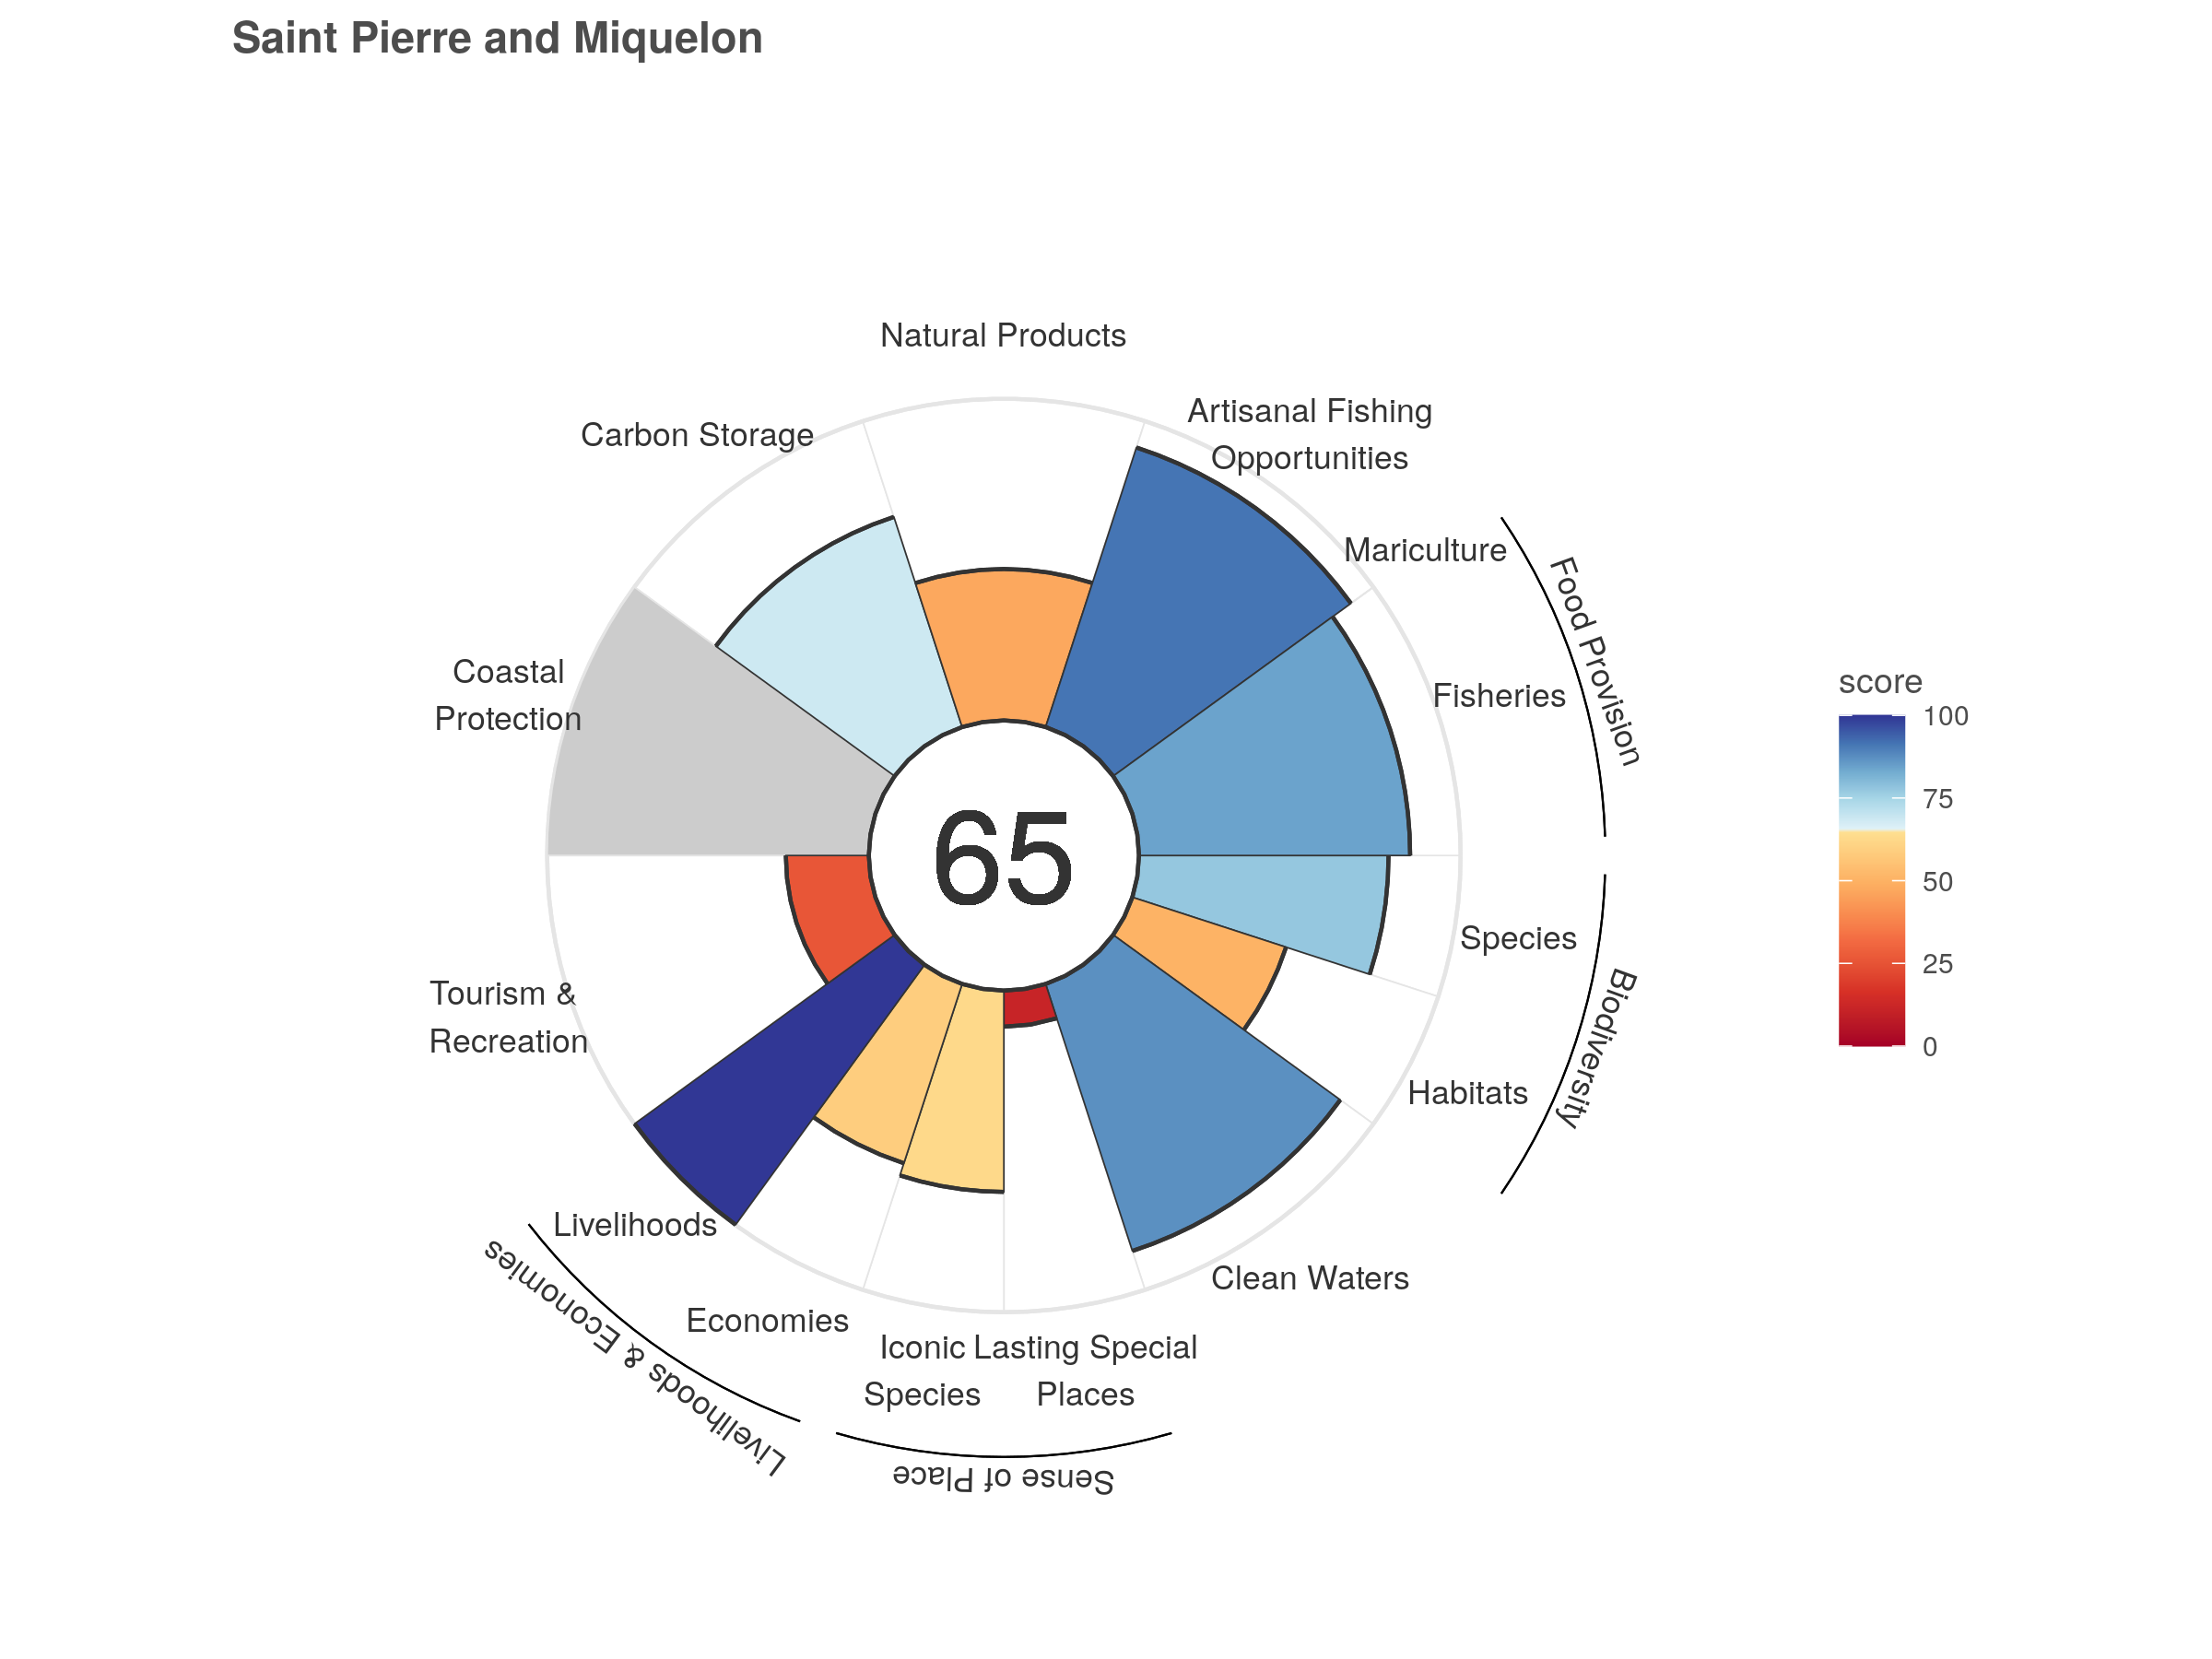 Saint Pierre and Miquelon
Natural Products
Artisanal Fishing
Opportunities
Carbon Storage
Mariculture
Food Provision
Fisheries
Coastal
Protection
65
Species
Biodiversity
Habitats
Tourism &
Recreation
Clean Waters
Livelihoods
Economies
Livelihoods & Economies
Iconic
Species
Lasting Special
Places
Sense of Place
score
100
75
50
25
0